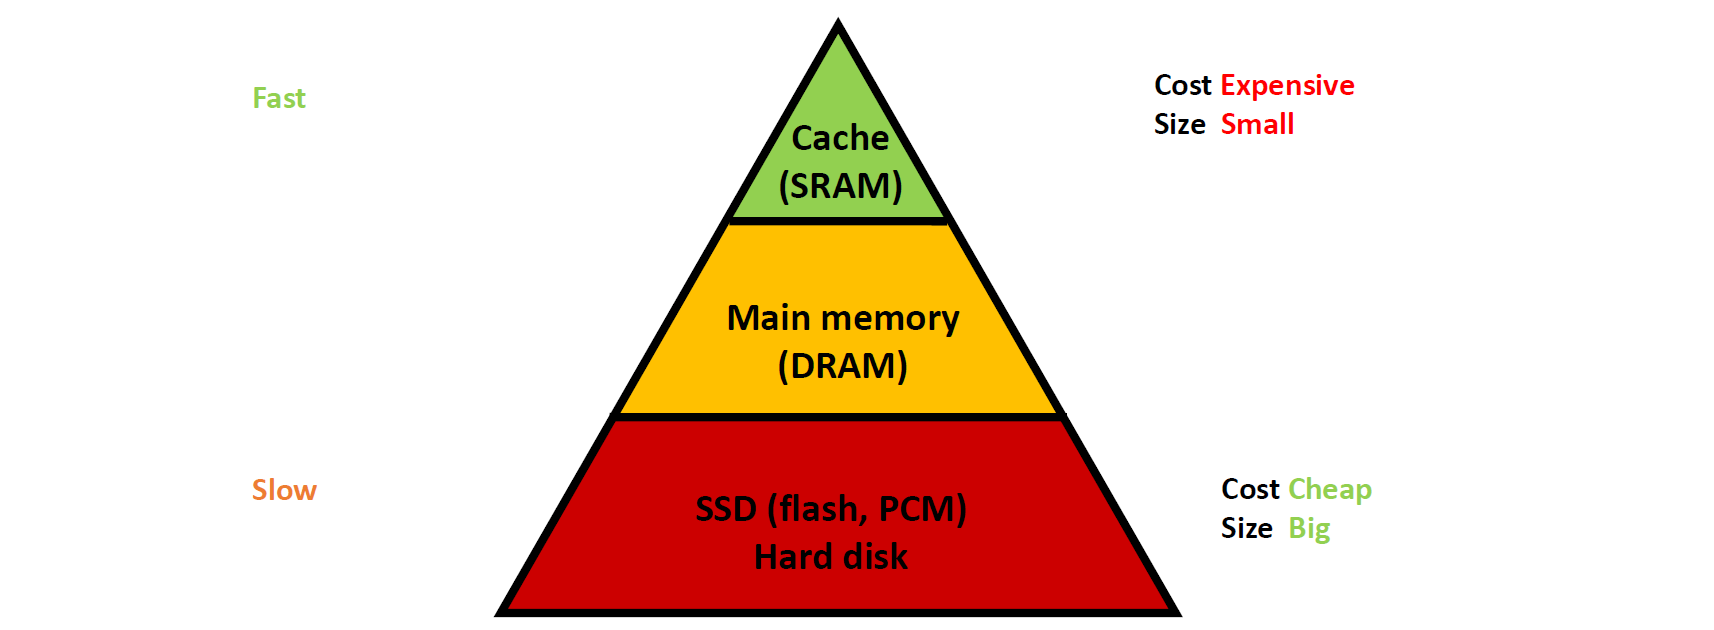 Fast
Cost Expensive
Size Small
Cache
(SRAM)
Main memory
(DRAM)
Slow
SSD (flash, PCM)
Hard disk
Cost Cheap
Size Big